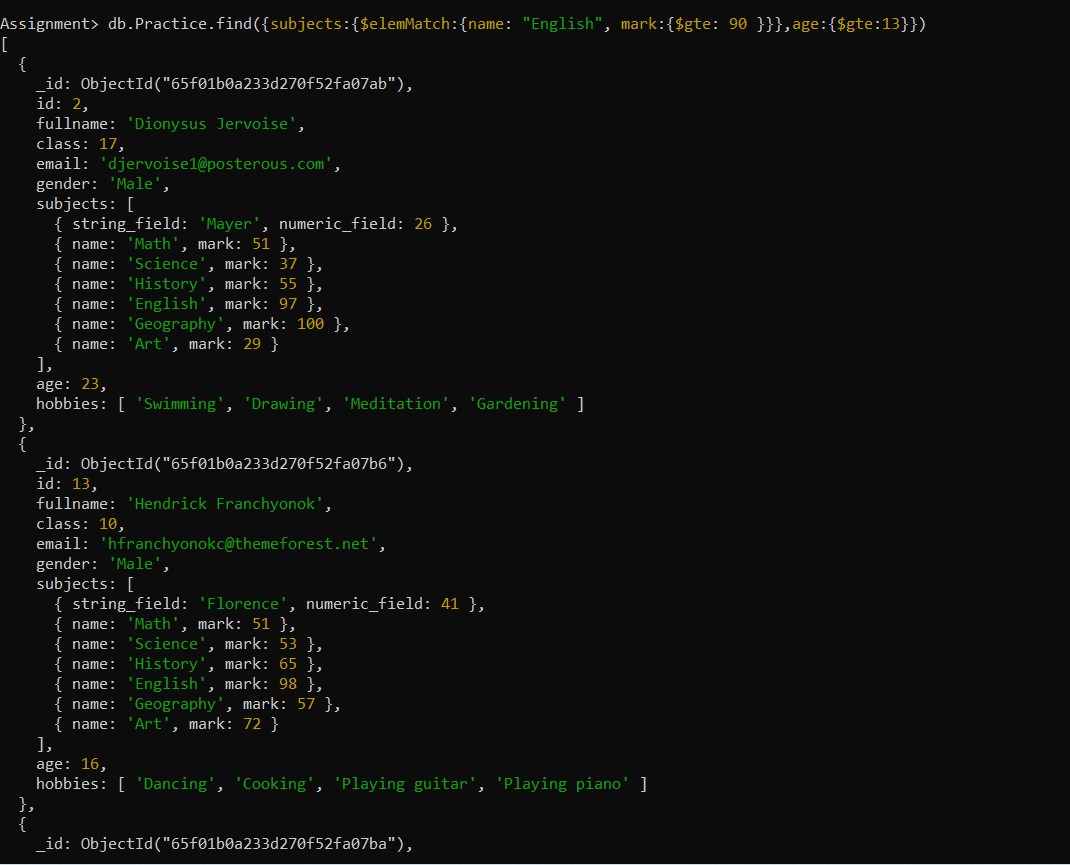 Assignment> db.Practice.find({subjects:{$elemMatch:{name: "English", mark:{$gte: 90 }}},age:{$gte:13}})
[
  {
    _id: ObjectId("65f01b0a233d270f52fa07ab"),
    id: 2,
    fullname: 'Dionysus Jervoise',
    class: 17,
    email: 'djervoise1@posterous.com',
    gender: 'Male',
    subjects: [
      { string_field: 'Mayer', numeric_field: 26 },
      { name: 'Math', mark: 51 },
      { name: 'Science', mark: 37 },
      { name: 'History', mark: 55 },
      { name: 'English', mark: 97 },
      { name: 'Geography', mark: 100 },
      { name: 'Art', mark: 29 }
    ],
    age: 23,
    hobbies: [ 'Swimming', 'Drawing', 'Meditation', 'Gardening' ]
  },
  {
    _id: ObjectId("65f01b0a233d270f52fa07b6"),
    id: 13,
    fullname: 'Hendrick Franchyonok',
    class: 10,
    email: 'hfranchyonokc@themeforest.net',
    gender: 'Male',
    subjects: [
      { string_field: 'Florence', numeric_field: 41 },
      { name: 'Math', mark: 51 },
      { name: 'Science', mark: 53 },
      { name: 'History', mark: 65 },
      { name: 'English', mark: 98 },
      { name: 'Geography', mark: 57 },
      { name: 'Art', mark: 72 }
    ],
    age: 16,
    hobbies: [ 'Dancing', 'Cooking', 'Playing guitar', 'Playing piano' ]
  },
  {
    _id: ObjectId("65f01b0a233d270f52fa07ba"),